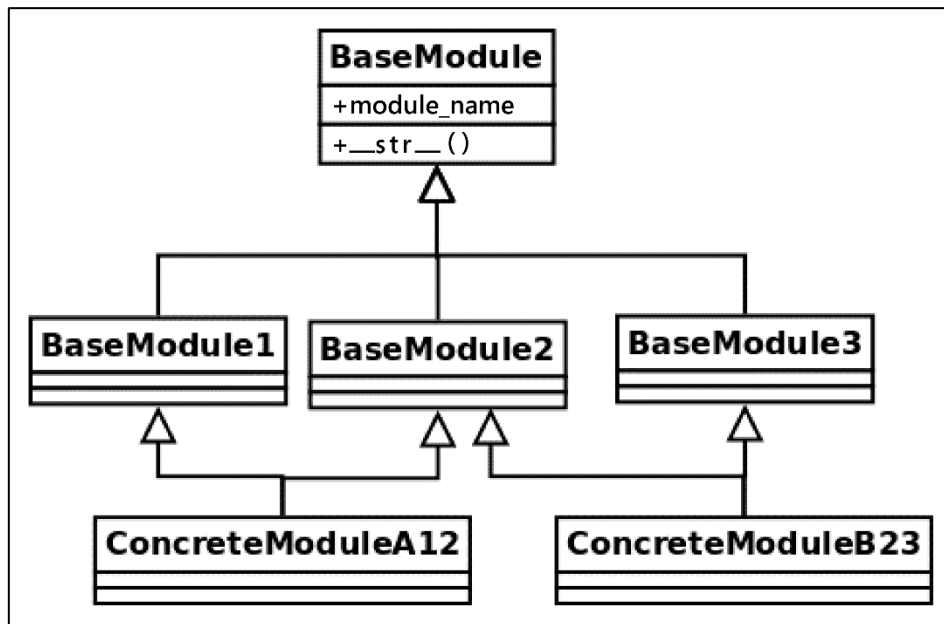 BaseModule
+module_name
+__str__()
BaseModule1
BaseModule2
BaseModule3
ConcreteModuleA12
ConcreteModuleB23